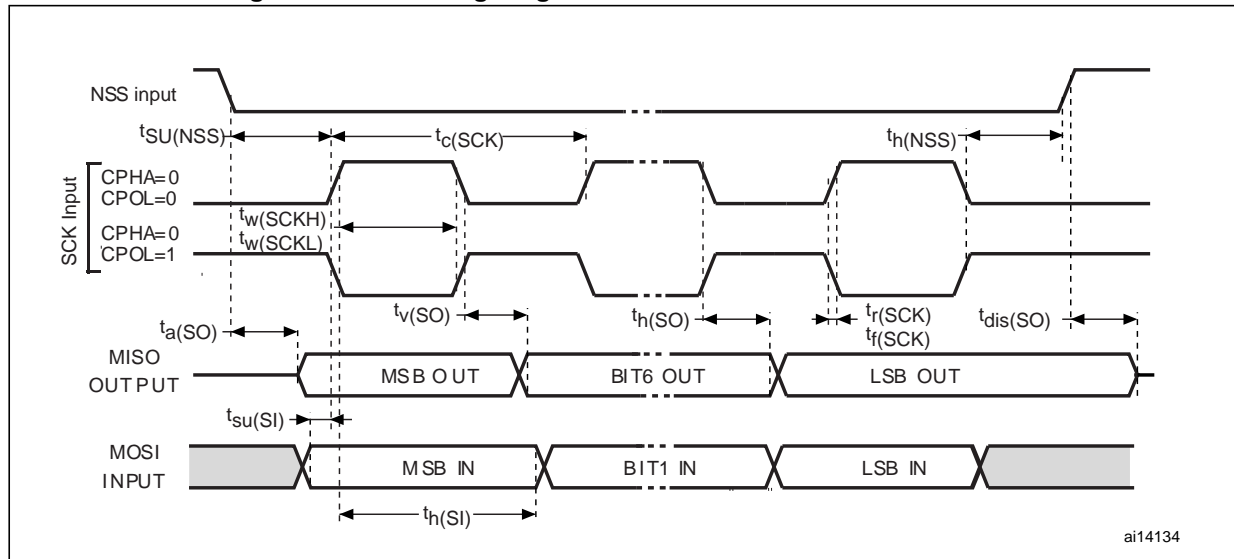 NSS input
tSU(NSS)
tc(SCK)
th(NSS)
SCK Input
CPHA=0
CPOL=0
CPHA=0
CPOL=1
tw(SCKH)
tw(SCKL)
tv(SO)
th(SO)
tr(SCK)
tf(SCK)
tdis(SO)
ta(SO)
MISO
OUTPUT
MSB OUT
BIT6 OUT
LSB OUT
tsu(SI)
MOSI
INPUT
MSB IN
BIT1 IN
LSB IN
th(SI)
ai14134